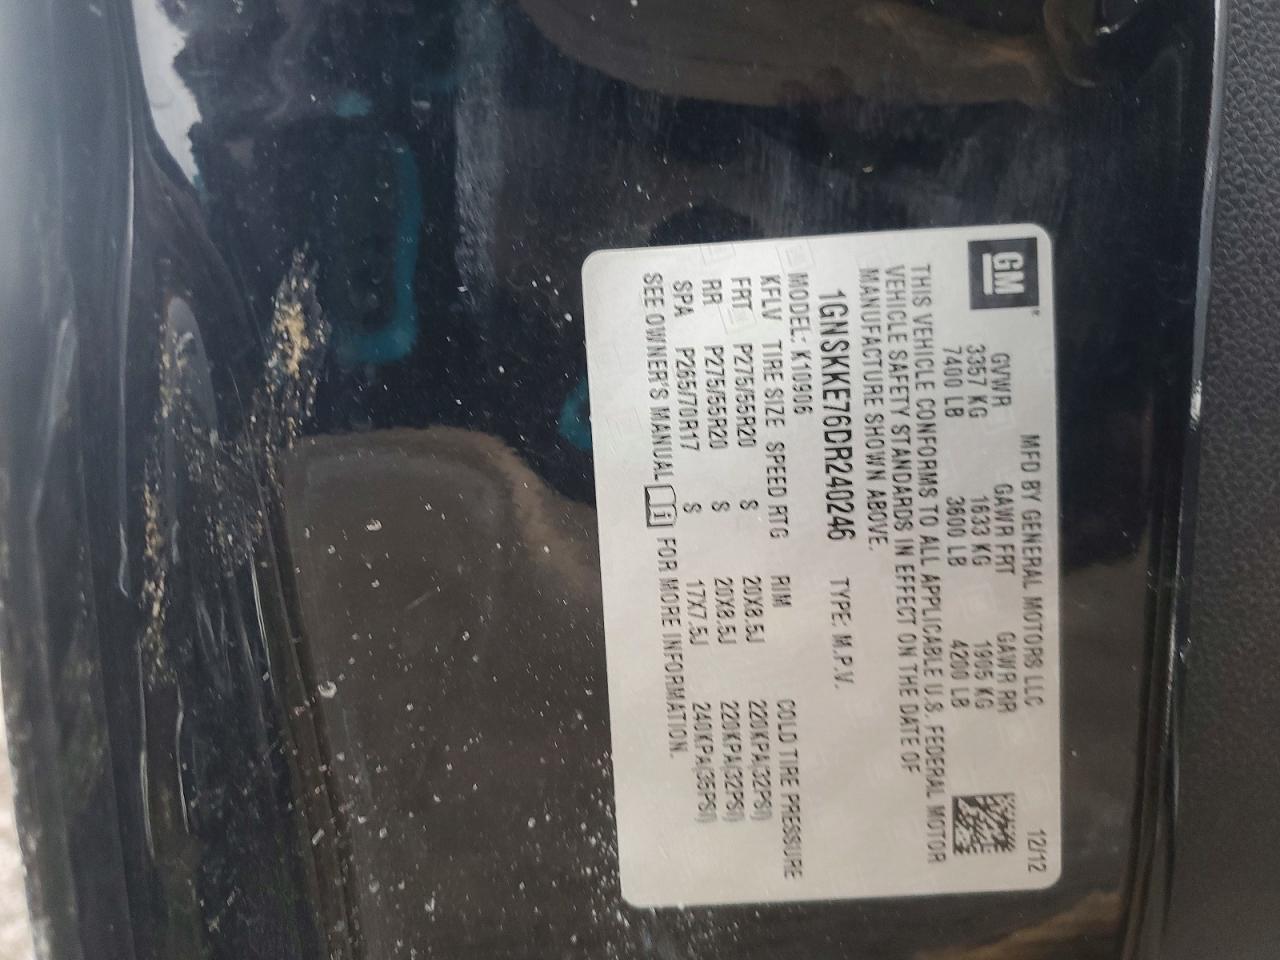 GM
MFD BY GENERAL MOTORS LLC 12/12
GVWR GAWR FRT GAWR RR
3357 KG 1633 KG 1905 KG
7400 LB 3600 LB 4200 LB
THIS VEHICLE CONFORMS TO ALL APPLICABLE U.S. FEDERAL MOTOR
VEHICLE SAFETY STANDARDS IN EFFECT ON THE DATE OF
MANUFACTURE SHOWN ABOVE.
1GNSKKE76DR240246 TYPE: M.P.V.
MODEL: K10906
KFLV TIRE SIZE SPEED RTG RIM COLD TIRE PRESSURE
FRT P275/55R20 S 20X8.5J 220KPA(32PSI)
RR P275/55R20 S 20X8.5J 220KPA(32PSI)
SPA P265/70R17 S 17X7.5J 240KPA(35PSI)
SEE OWNER'S MANUAL i FOR MORE INFORMATION.